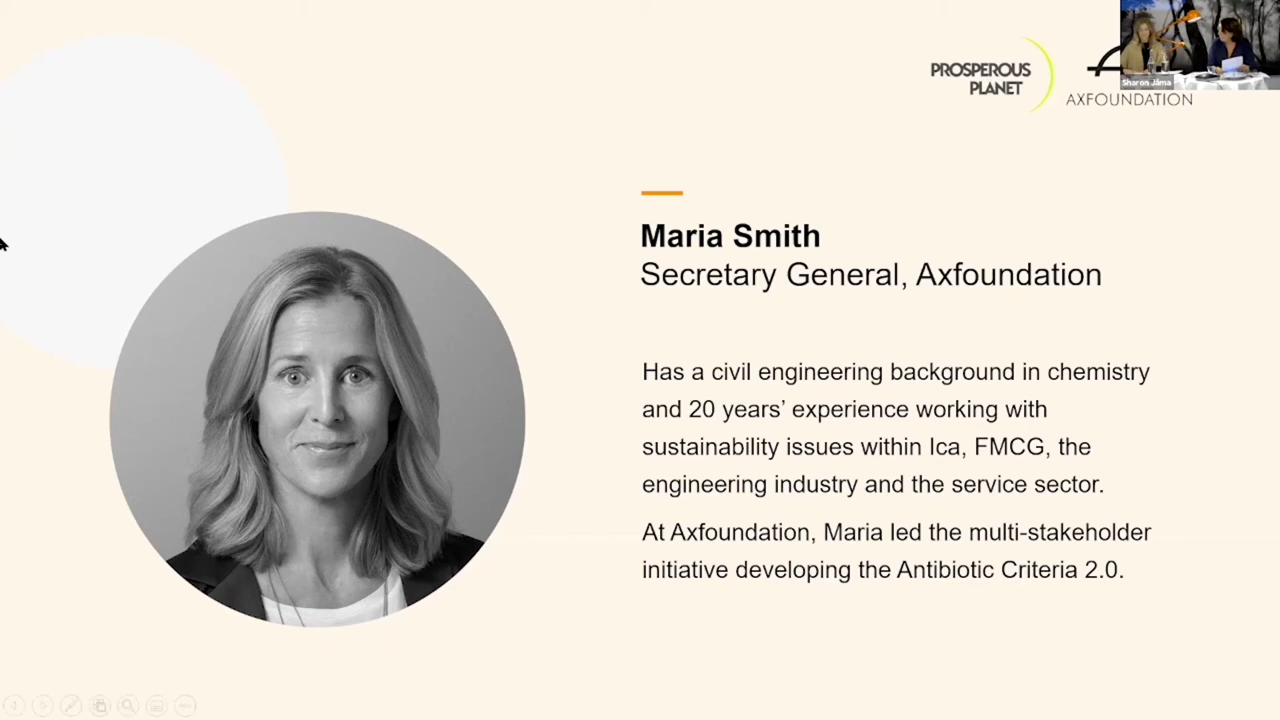 PROSPEROUS
PLANET
Sharon Jåma
AXFOUNDATION
Maria Smith
Secretary General, Axfoundation
Has a civil engineering background in chemistry
and 20 years’ experience working with
sustainability issues within Ica, FMCG, the
engineering industry and the service sector.
At Axfoundation, Maria led the multi-stakeholder
initiative developing the Antibiotic Criteria 2.0.